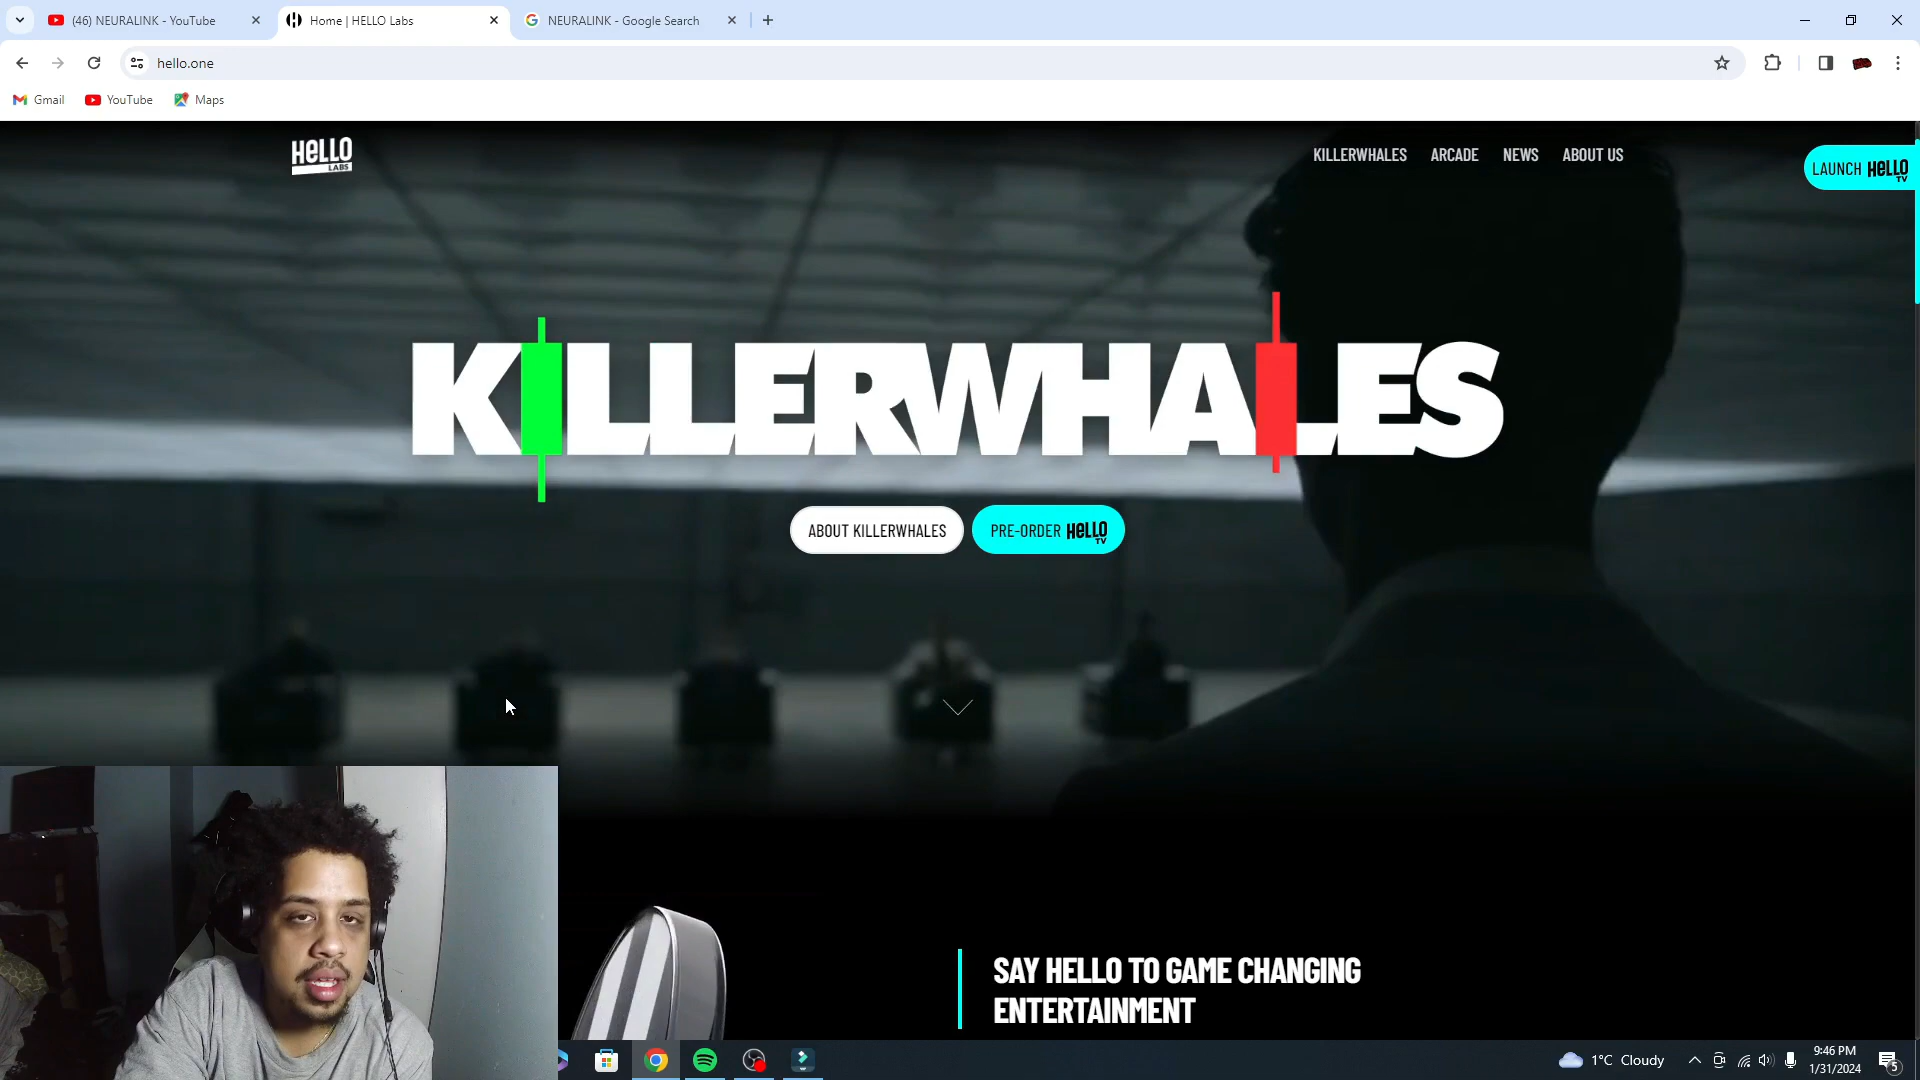 (46) NEURALINK - YouTube
Home | HELLO Labs
NEURALINK - Google Search
hello.one
Gmail
YouTube
Maps
HELLO
LABS
KILLERWHALES
ARCADE
NEWS
ABOUT US
LAUNCH HELLO
TV
KILLERWHALES
ABOUT KILLERWHALES
PRE-ORDER HELLO
TV
SAY HELLO TO GAME CHANGING
ENTERTAINMENT
1°C Cloudy
9:46 PM
1/31/2024
5